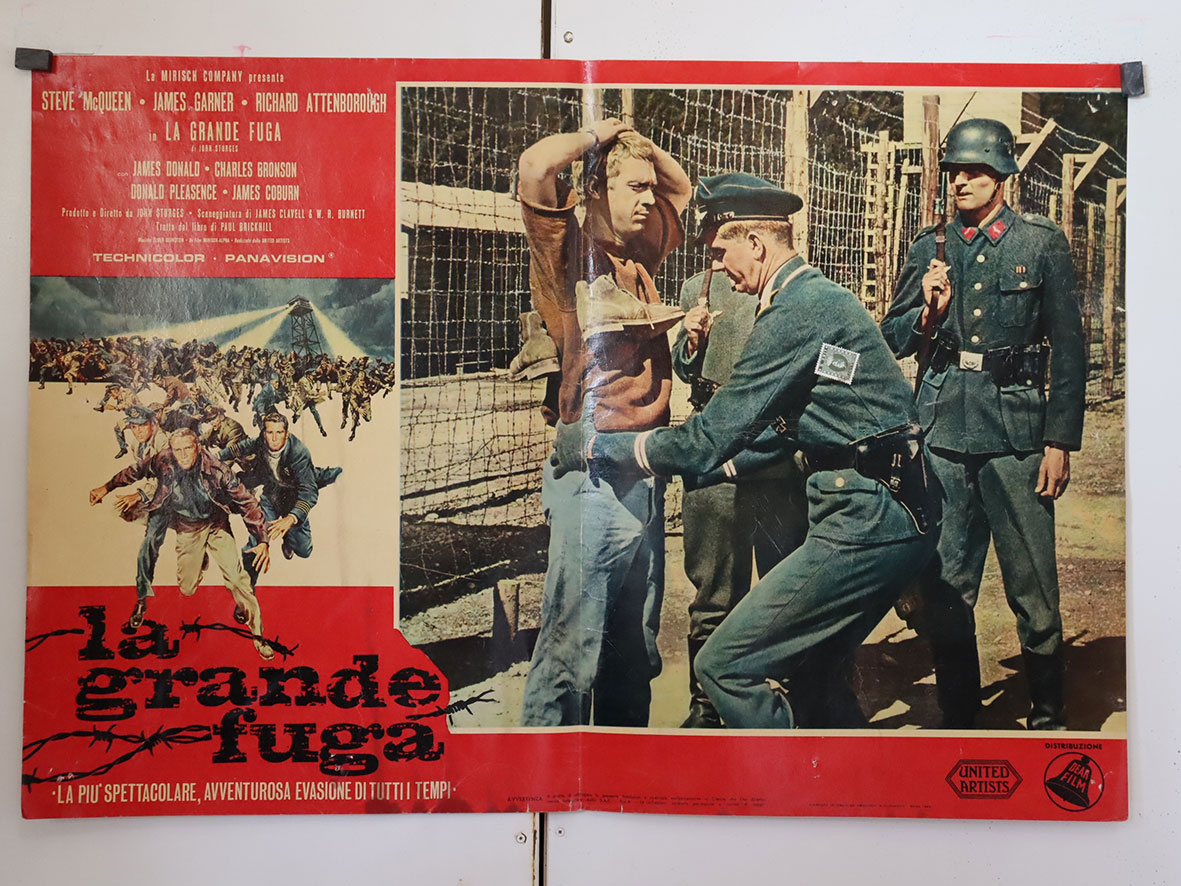 La MIRISCH COMPANY presenta
STEVE McQUEEN • JAMES GARNER • RICHARD ATTENBOROUGH
in LA GRANDE FUGA
di JOHN STURGES
con JAMES DONALD • CHARLES BRONSON
DONALD PLEASENCE • JAMES COBURN
Prodotto e Diretto da JOHN STURGES • Sceneggiatura di JAMES CLAVELL & W. R. BURNETT
Tratto dal libro di PAUL BRICKHILL
TECHNICOLOR • PANAVISION
la
grande
fuga
• LA PIU' SPETTACOLARE, AVVENTUROSA EVASIONE DI TUTTI I TEMPI •
UNITED
ARTISTS
DISTRIBUZIONE
DEAR
FILM